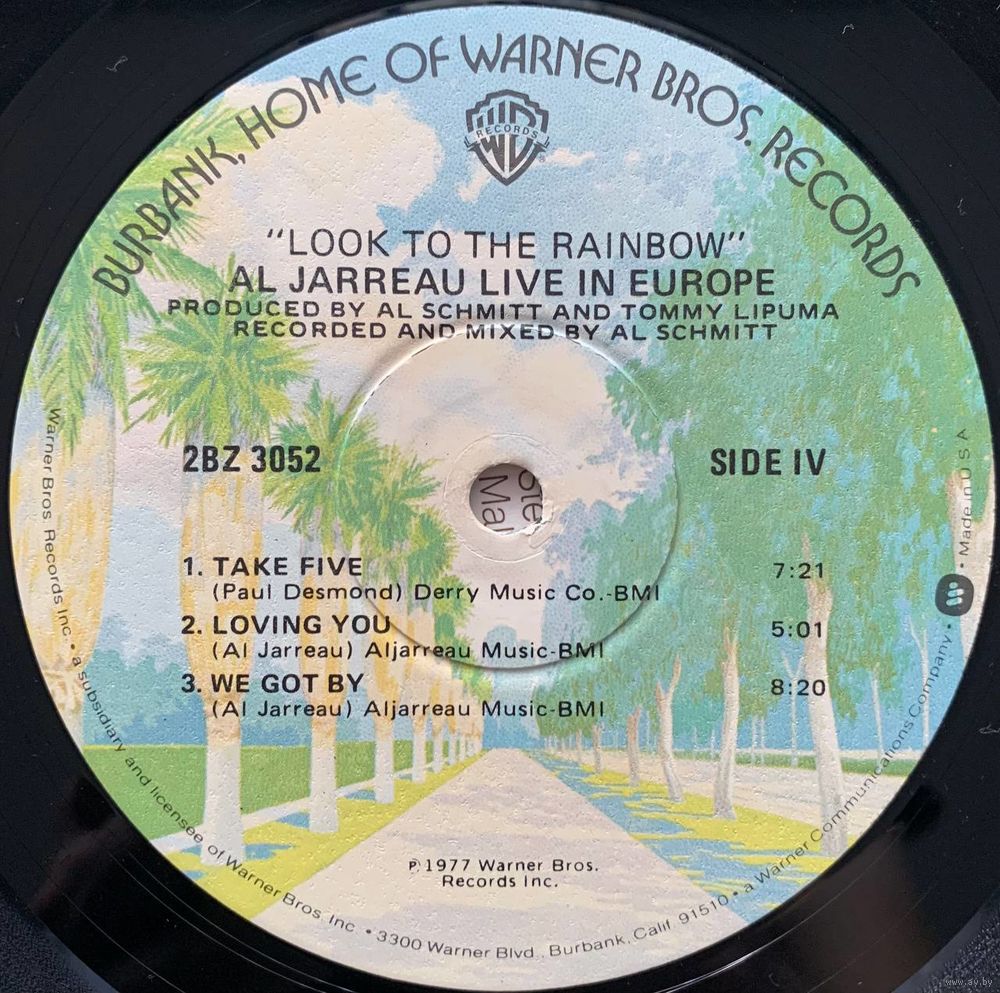 BURBANK, HOME OF WARNER BROS. RECORDS
RECORDS
"LOOK TO THE RAINBOW"
AL JARREAU LIVE IN EUROPE
PRODUCED BY AL SCHMITT AND TOMMY LIPUMA
RECORDED AND MIXED BY AL SCHMITT
2BZ 3052
SIDE IV
1. TAKE FIVE 7:21
(Paul Desmond) Derry Music Co.-BMI
2. LOVING YOU 5:01
(Al Jarreau) Aljarreau Music-BMI
3. WE GOT BY 8:20
(Al Jarreau) Aljarreau Music-BMI
℗ 1977 Warner Bros.
Records Inc.
Warner Bros. Records Inc. • a subsidiary and licensee of Warner Bros. Inc. • 3300 Warner Blvd., Burbank, Calif. 91510 • a Warner Communications Company • Made in U S A
www.ay.by